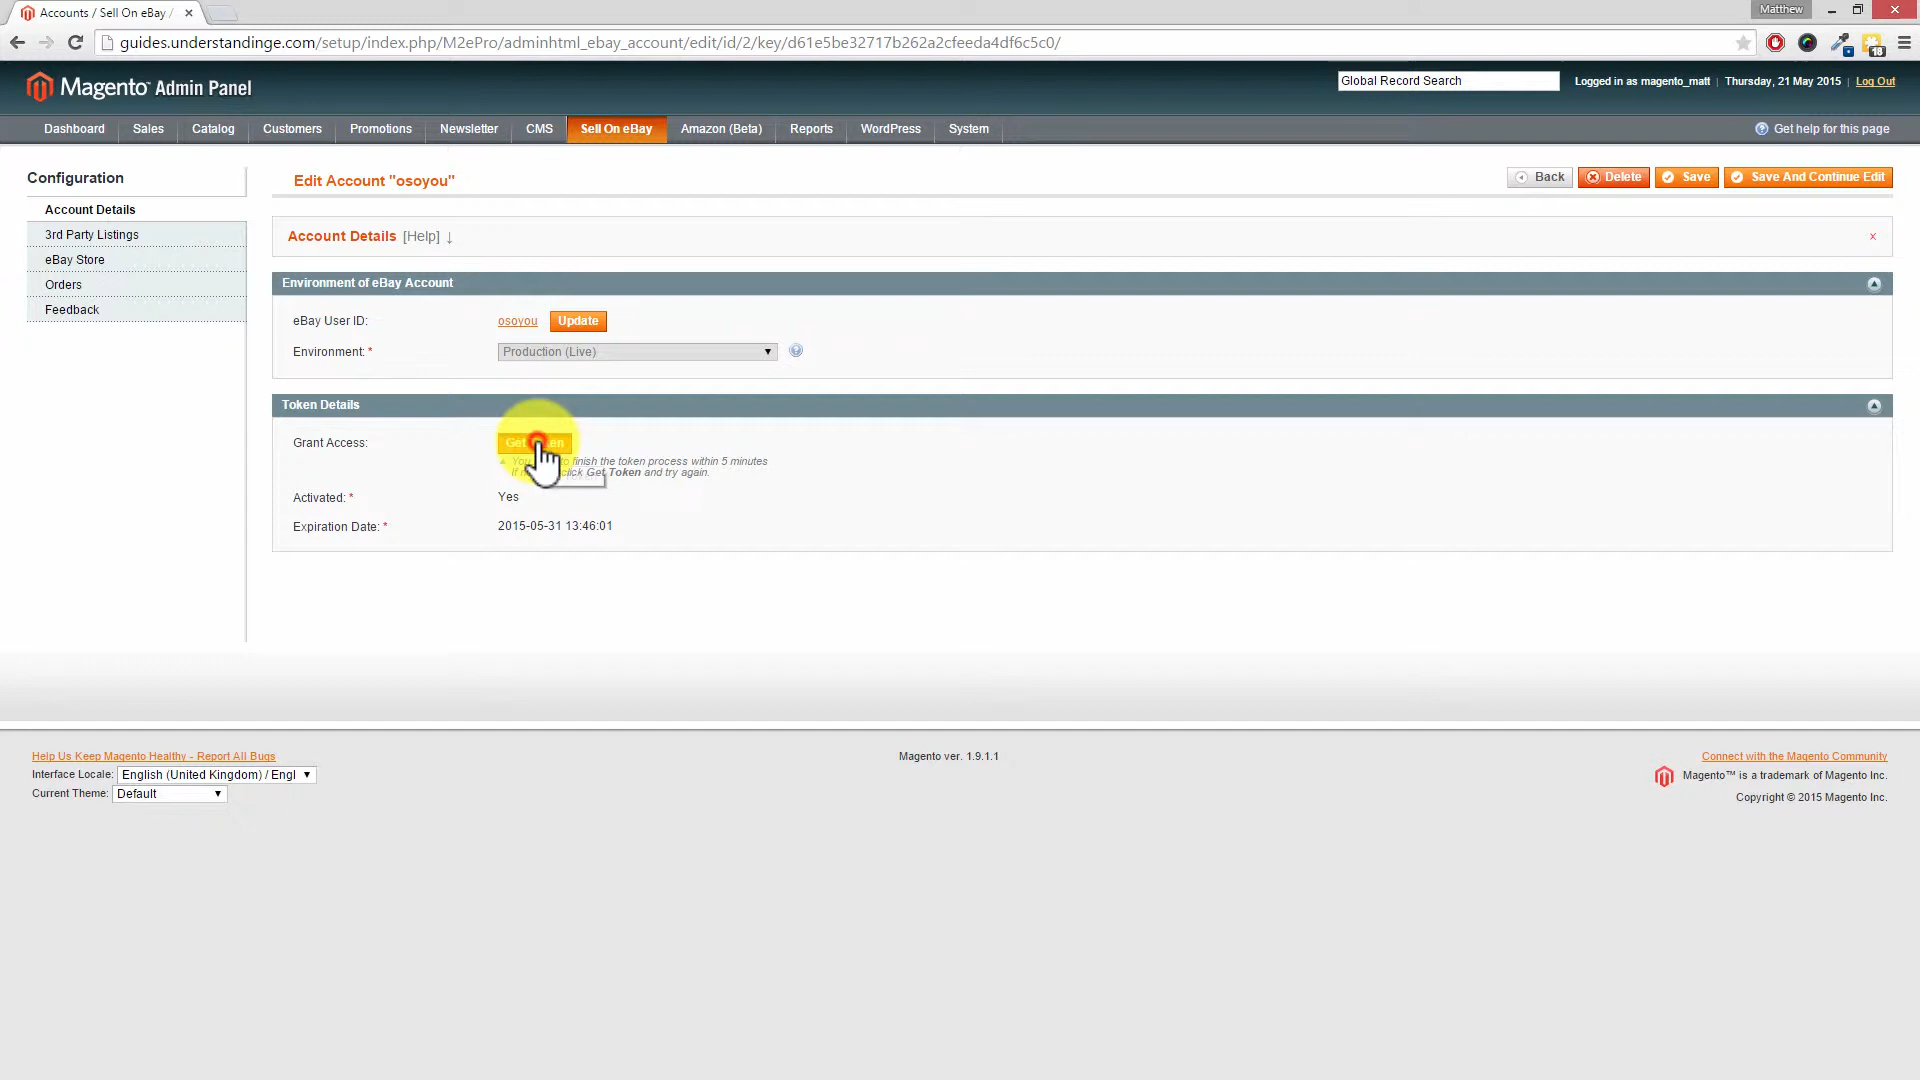 Accounts / Sell On eBay /
Matthew
guides.understandinge.com/setup/index.php/M2ePro/adminhtml_ebay_account/edit/id/2/key/d61e5be32717b262a2cfeeda4df6c5c0/
18
Magento™ Admin Panel
Global Record Search
Logged in as magento_matt | Thursday, 21 May 2015 | Log Out
Dashboard Sales Catalog Customers Promotions Newsletter CMS Sell On eBay Amazon (Beta) Reports WordPress System
Get help for this page
Configuration
Account Details
3rd Party Listings
eBay Store
Orders
Feedback
Edit Account "osoyou"
Back Delete Save Save And Continue Edit
Account Details [Help] ↓
x
Environment of eBay Account
eBay User ID: osoyou Update
Environment: * Production (Live)
Token Details
Grant Access: Get
to finish the token process within 5 minutes
click Get Token and try again.
Activated: * Yes
Expiration Date: * 2015-05-31 13:46:01
Help Us Keep Magento Healthy - Report All Bugs
Interface Locale: English (United Kingdom) / Engl
Current Theme: Default
Magento ver. 1.9.1.1
Connect with the Magento Community
Magento™ is a trademark of Magento Inc.
Copyright © 2015 Magento Inc.